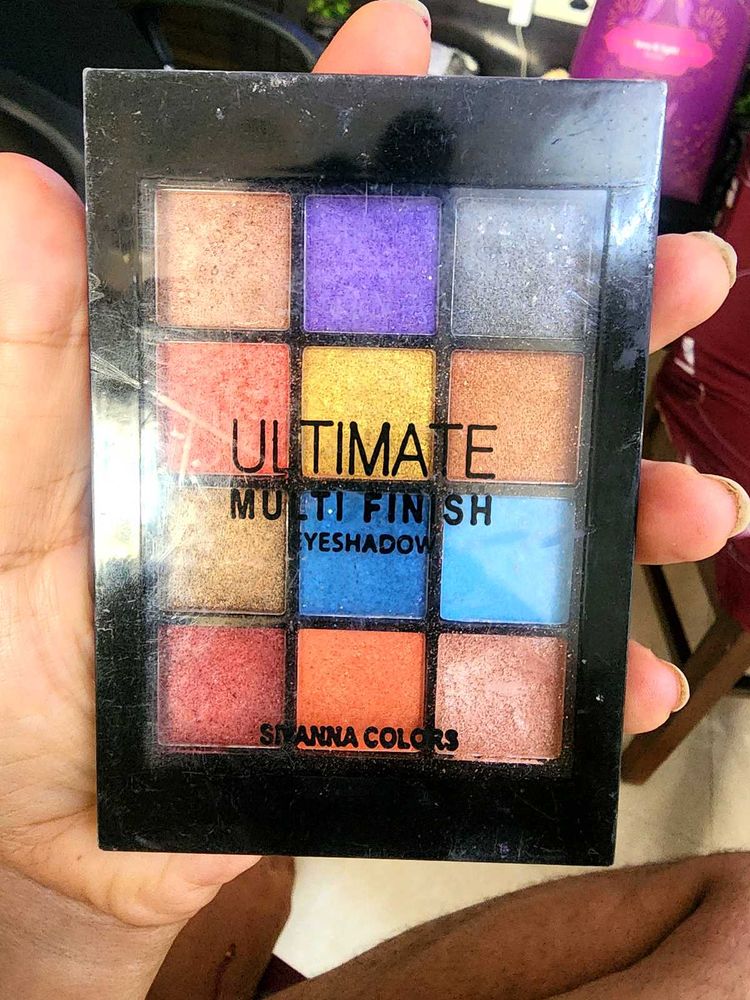 ULTIMATE
MULTI FINISH
EYESHADOW
SIVANNA COLORS